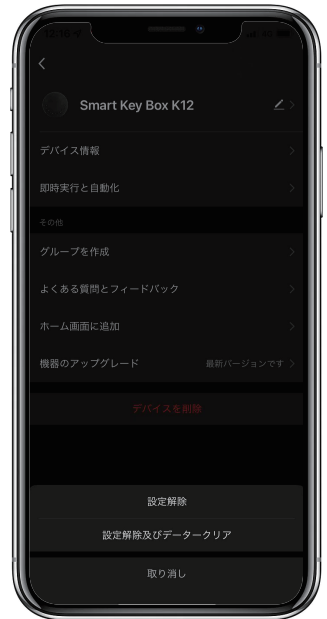 12:16
4G
Smart Key Box K12
デバイス情報
即時実行と自動化
その他
グループを作成
よくある質問とフィードバック
ホーム画面に追加
機器のアップグレード 最新バージョンです
デバイスを削除
設定解除
設定解除及びデータークリア
取り消し